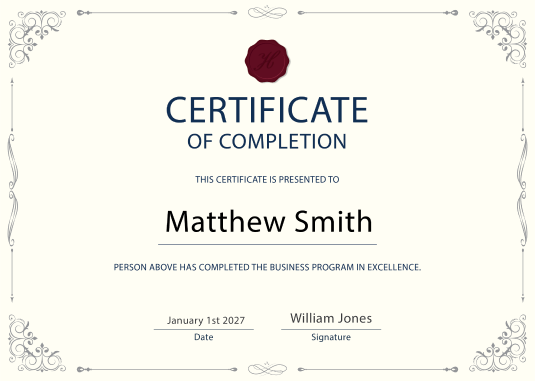 CERTIFICATE
OF COMPLETION
THIS CERTIFICATE IS PRESENTED TO
Matthew Smith
PERSON ABOVE HAS COMPLETED THE BUSINESS PROGRAM IN EXCELLENCE.
January 1st 2027 William Jones
Date Signature